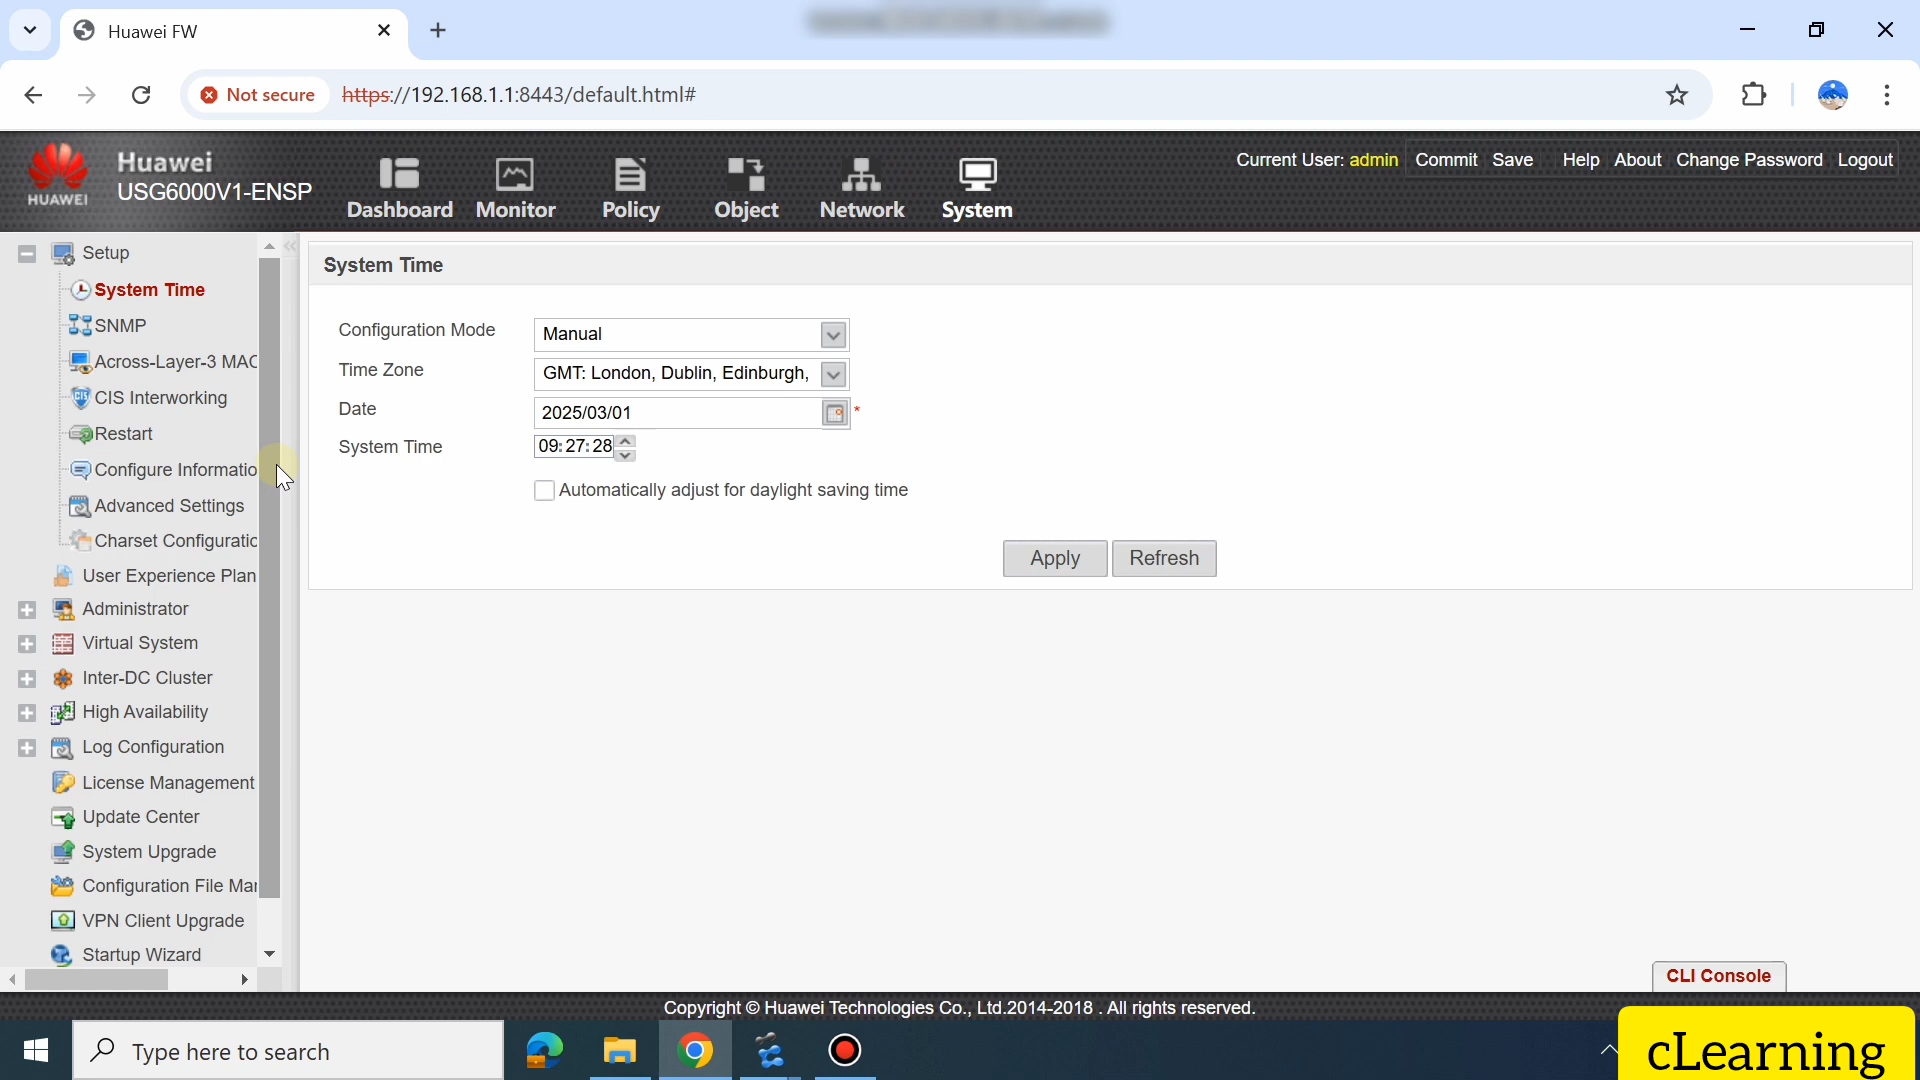 Huawei FW
Not secure https://192.168.1.1:8443/default.html#
HUAWEI
Huawei
USG6000V1-ENSP
Dashboard Monitor Policy Object Network System
Current User: admin Commit Save Help About Change Password Logout
Setup
System Time
SNMP
Across-Layer-3 MAC
CIS Interworking
Restart
Configure Informatio
Advanced Settings
Charset Configuratic
User Experience Plan
Administrator
Virtual System
Inter-DC Cluster
High Availability
Log Configuration
License Management
Update Center
System Upgrade
Configuration File Mar
VPN Client Upgrade
Startup Wizard
System Time
Configuration Mode Manual
Time Zone GMT: London, Dublin, Edinburgh,
Date 2025/03/01 *
System Time 09:27:28
Automatically adjust for daylight saving time
Apply Refresh
CLI Console
Copyright © Huawei Technologies Co., Ltd.2014-2018 . All rights reserved.
Type here to search
cLearning